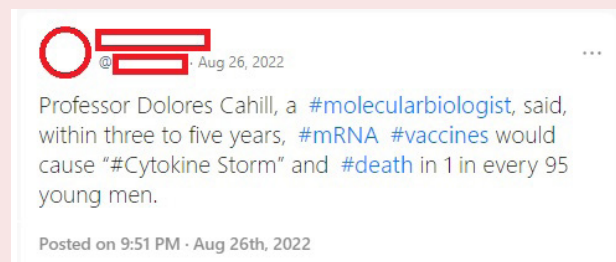 @ · Aug 26, 2022
Professor Dolores Cahill, a #molecularbiologist, said,
within three to five years, #mRNA #vaccines would
cause “#Cytokine Storm” and #death in 1 in every 95
young men.
Posted on 9:51 PM · Aug 26th, 2022